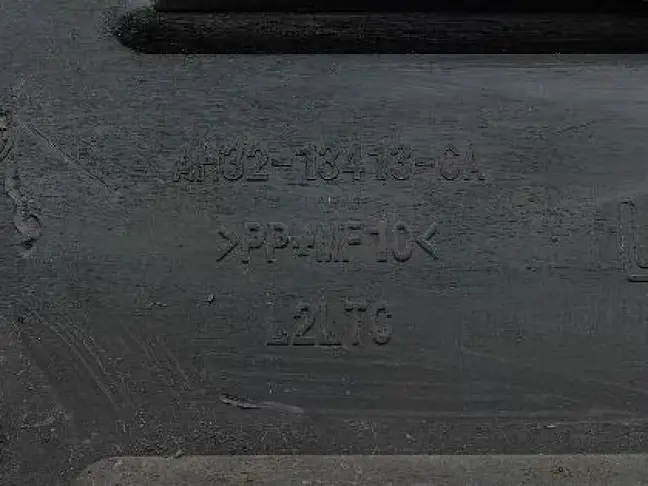 AH32-13413-CA
>PP-MF10<
L2LTC
L